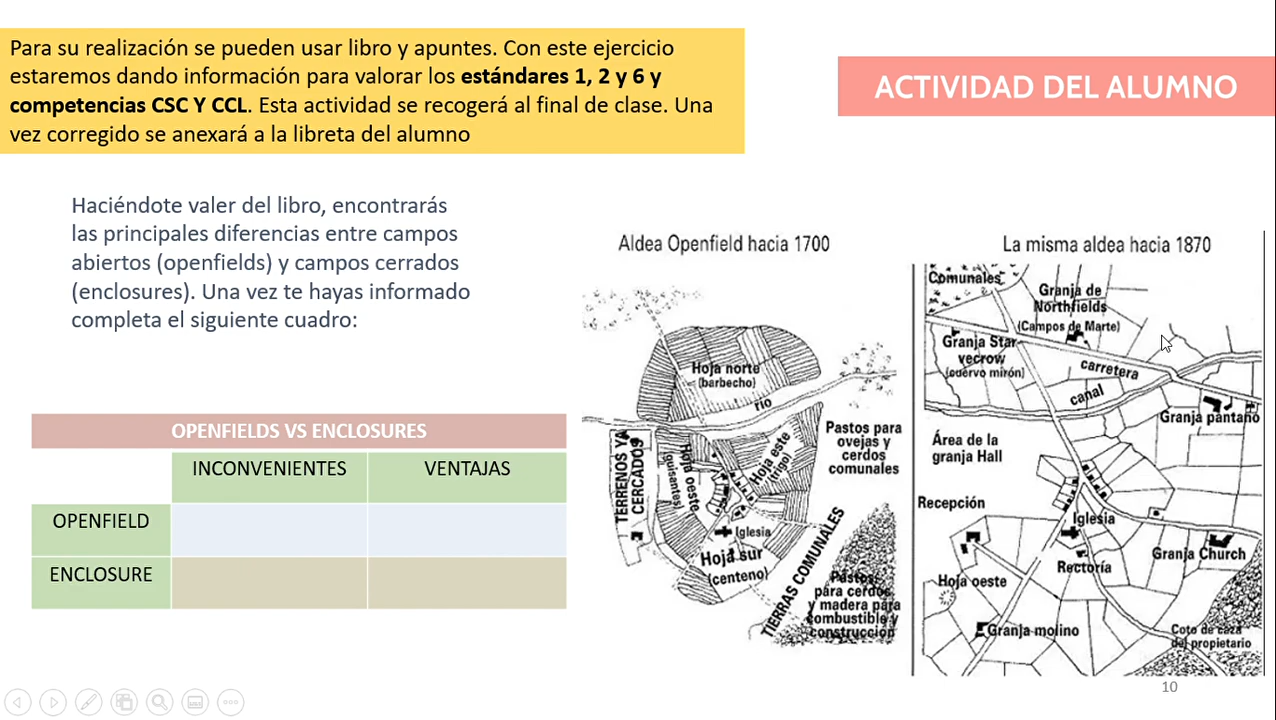 Para su realización se pueden usar libro y apuntes. Con este ejercicio
estaremos dando información para valorar los estándares 1, 2 y 6 y
competencias CSC Y CCL. Esta actividad se recogerá al final de clase. Una
vez corregido se anexará a la libreta del alumno
ACTIVIDAD DEL ALUMNO
Haciéndote valer del libro, encontrarás
las principales diferencias entre campos
abiertos (openfields) y campos cerrados
(enclosures). Una vez te hayas informado
completa el siguiente cuadro:
OPENFIELDS VS ENCLOSURES
INCONVENIENTES VENTAJAS
OPENFIELD
ENCLOSURE
Aldea Openfield hacia 1700
Hoja norte
(barbecho)
río
TERRENOS YA
CERCADOS
Hoja oeste
(guisantes)
Hoja este
(trigo)
Pastos para
ovejas y
cerdos
comunales
Iglesia
Hoja sur
(centeno)
TIERRAS COMUNALES
Pastos
para cerdos
y madera para
combustible y
construcción
La misma aldea hacia 1870
Comunales
Granja de
Northfields
(Campos de Marte)
Granja Star-
vecrow
(cuervo mirón)
carretera
canal
Granja pantano
Área de la
granja Hall
Recepción
Iglesia
Rectoría
Granja Church
Hoja oeste
Granja molino
Coto de caza
del propietario
10